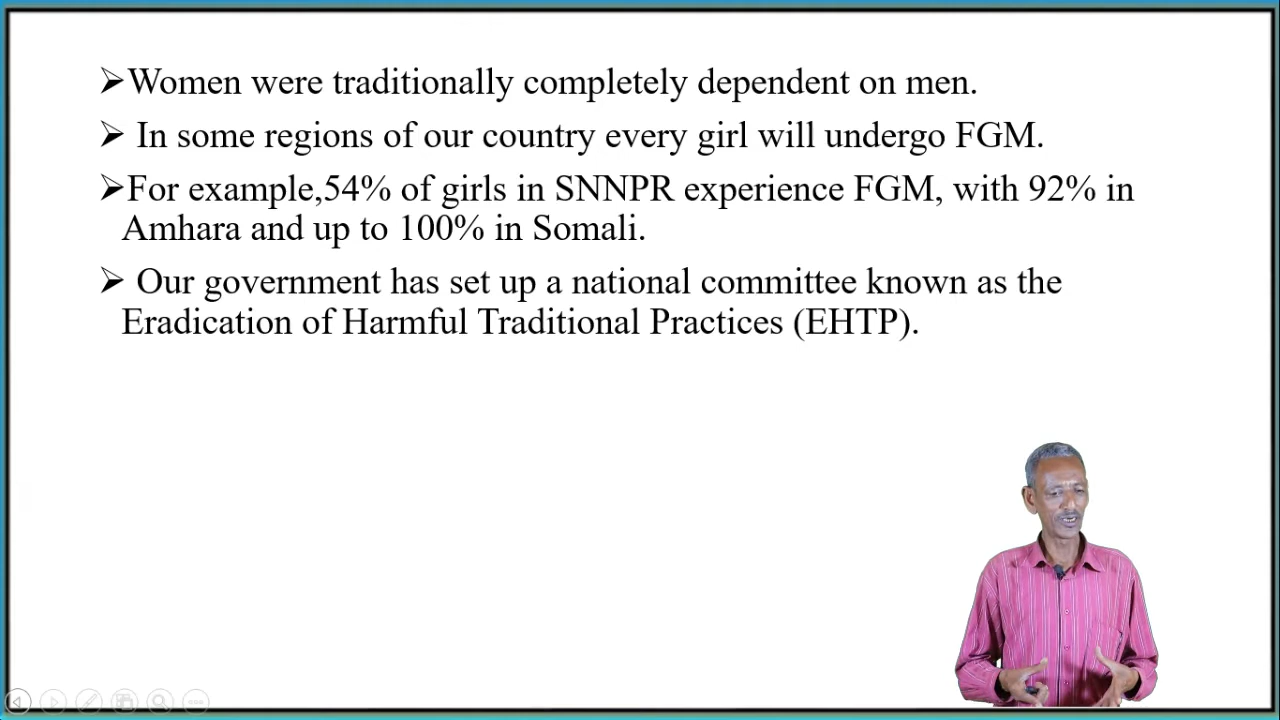 ➢Women were traditionally completely dependent on men.
➢ In some regions of our country every girl will undergo FGM.
➢For example,54% of girls in SNNPR experience FGM, with 92% in
Amhara and up to 100% in Somali.
➢ Our government has set up a national committee known as the
Eradication of Harmful Traditional Practices (EHTP).